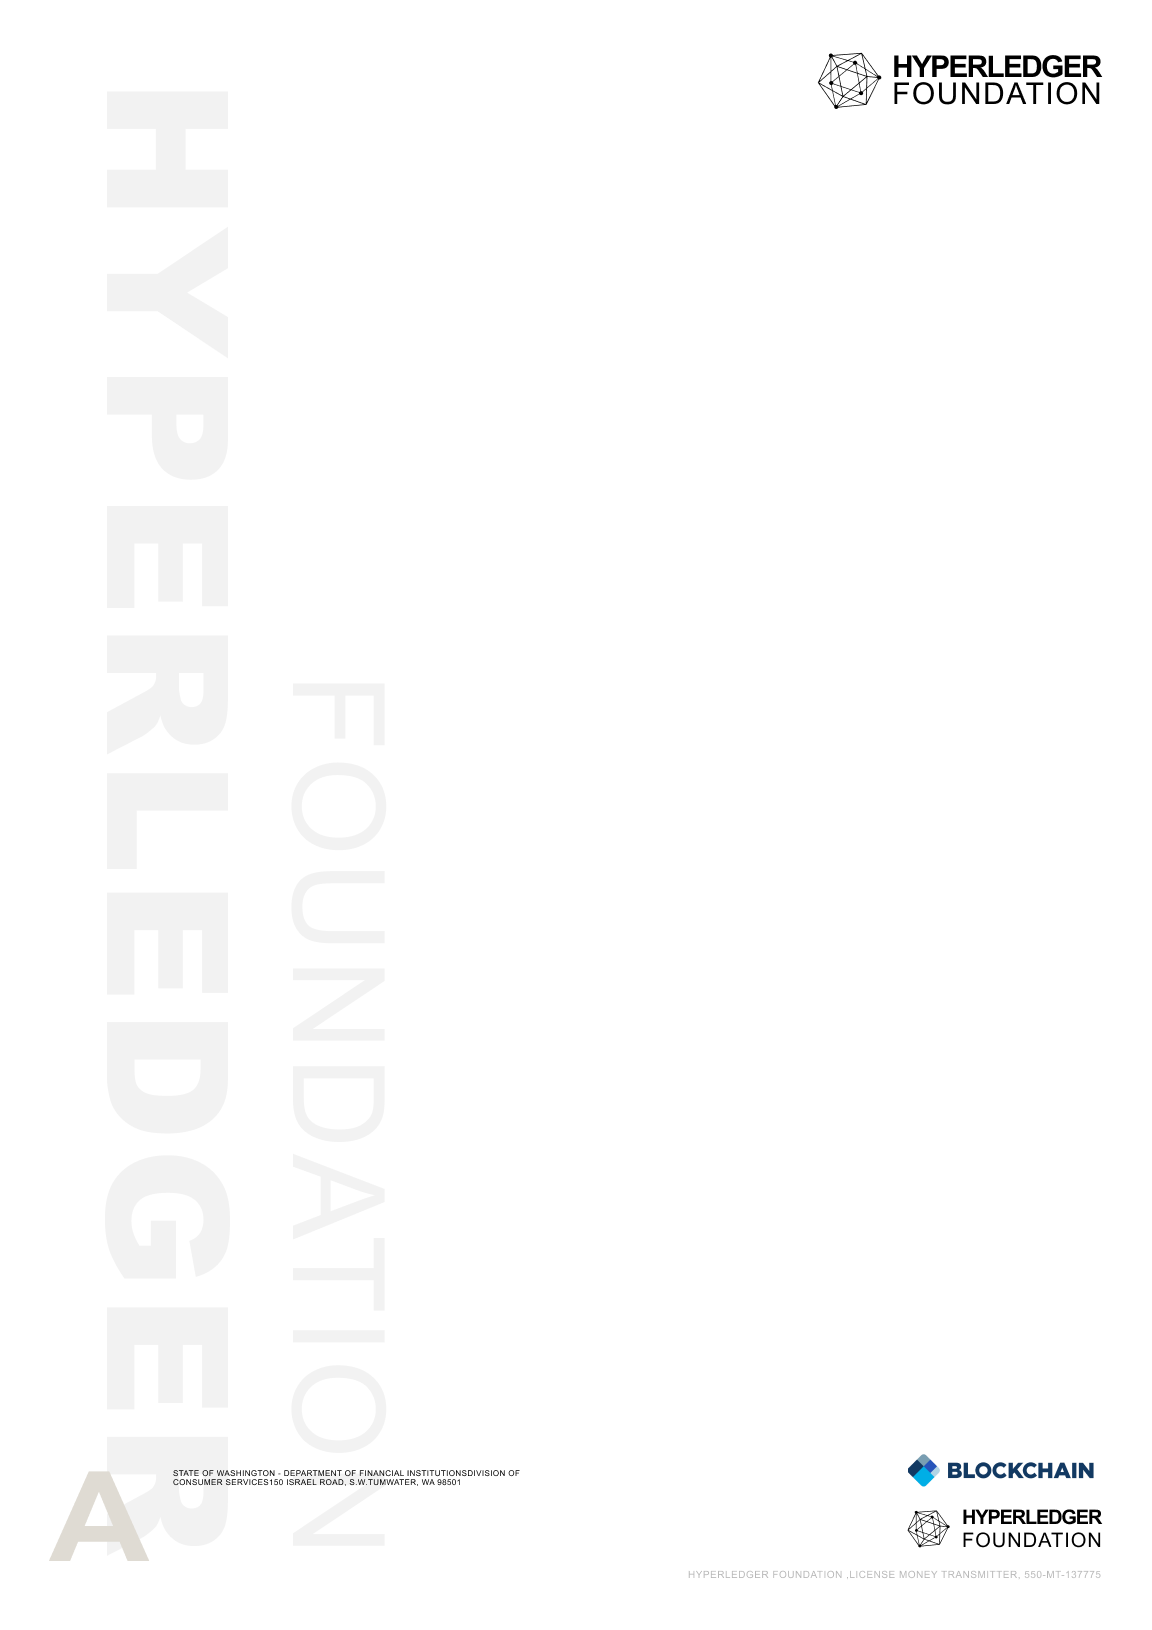 HYPERLEDGER
FOUNDATION
HYPERLEDGER
FOUNDATION
A
STATE OF WASHINGTON - DEPARTMENT OF FINANCIAL INSTITUTIONSDIVISION OF
CONSUMER SERVICES150 ISRAEL ROAD, S.W.TUMWATER, WA 98501
BLOCKCHAIN
HYPERLEDGER
FOUNDATION
HYPERLEDGER FOUNDATION ,LICENSE MONEY TRANSMITTER, 550-MT-137775